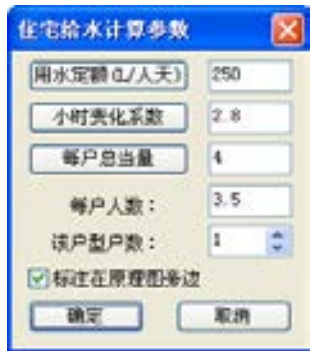 住宅给水计算参数
用水定额(L/人天) 250
小时变化系数 2.8
每户总当量 4
每户人数： 3.5
该户型户数： 1
标注在原理图各边
确定 取消